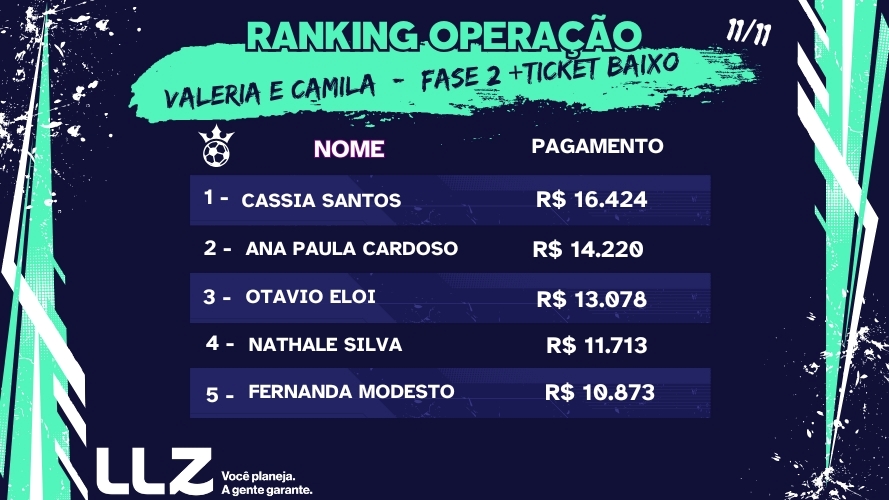 RANKING OPERAÇÃO
11/11
VALERIA E CAMILA - FASE 2 +TICKET BAIXO
NOME PAGAMENTO
1 - CASSIA SANTOS R$ 16.424
2 - ANA PAULA CARDOSO R$ 14.220
3 - OTAVIO ELOI R$ 13.078
4 - NATHALE SILVA R$ 11.713
5 - FERNANDA MODESTO R$ 10.873
LLZ
Você planeja.
A gente garante.